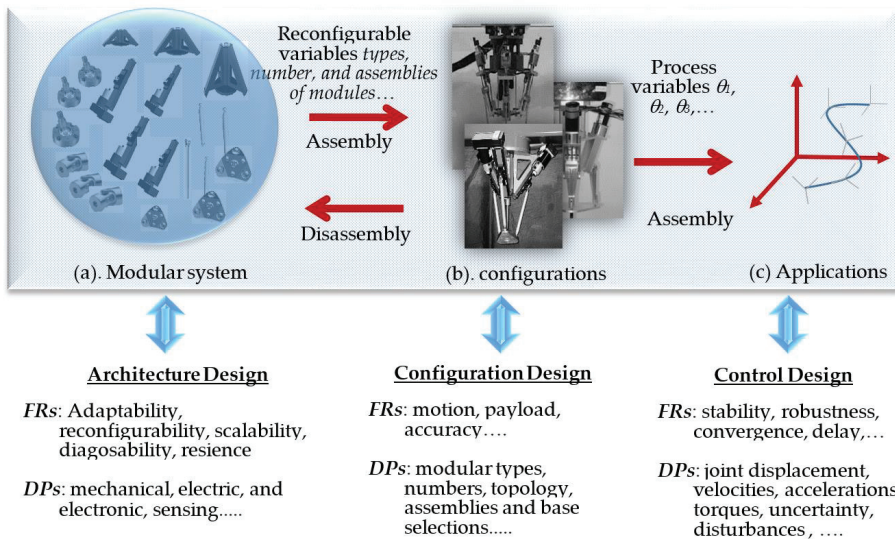 Reconfigurable
variables types,
number, and assemblies
of modules…
Assembly
Disassembly
Process
variables θ1,
θ2, θ3,…
Assembly
(a). Modular system
(b). configurations
(c) Applications
Architecture Design
FRs: Adaptability,
reconfigurability, scalability,
diagosability, resience
DPs: mechanical, electric, and
electronic, sensing.....
Configuration Design
FRs: motion, payload,
accuracy….
DPs: modular types,
numbers, topology,
assemblies and base
selections.....
Control Design
FRs: stability, robustness,
convergence, delay,…
DPs: joint displacement,
velocities, accelerations
torques, uncertainty,
disturbances , ….